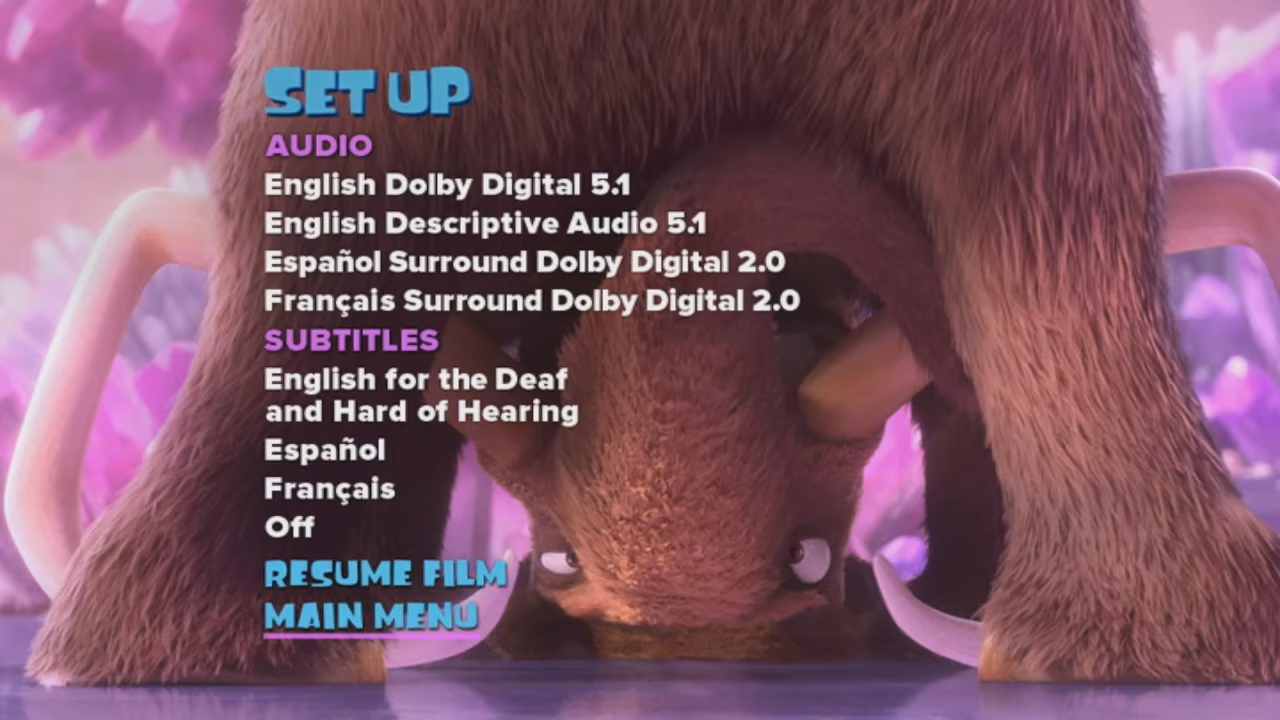 SET UP
AUDIO
English Dolby Digital 5.1
English Descriptive Audio 5.1
Español Surround Dolby Digital 2.0
Français Surround Dolby Digital 2.0
SUBTITLES
English for the Deaf
and Hard of Hearing
Español
Français
Off
RESUME FILM
MAIN MENU